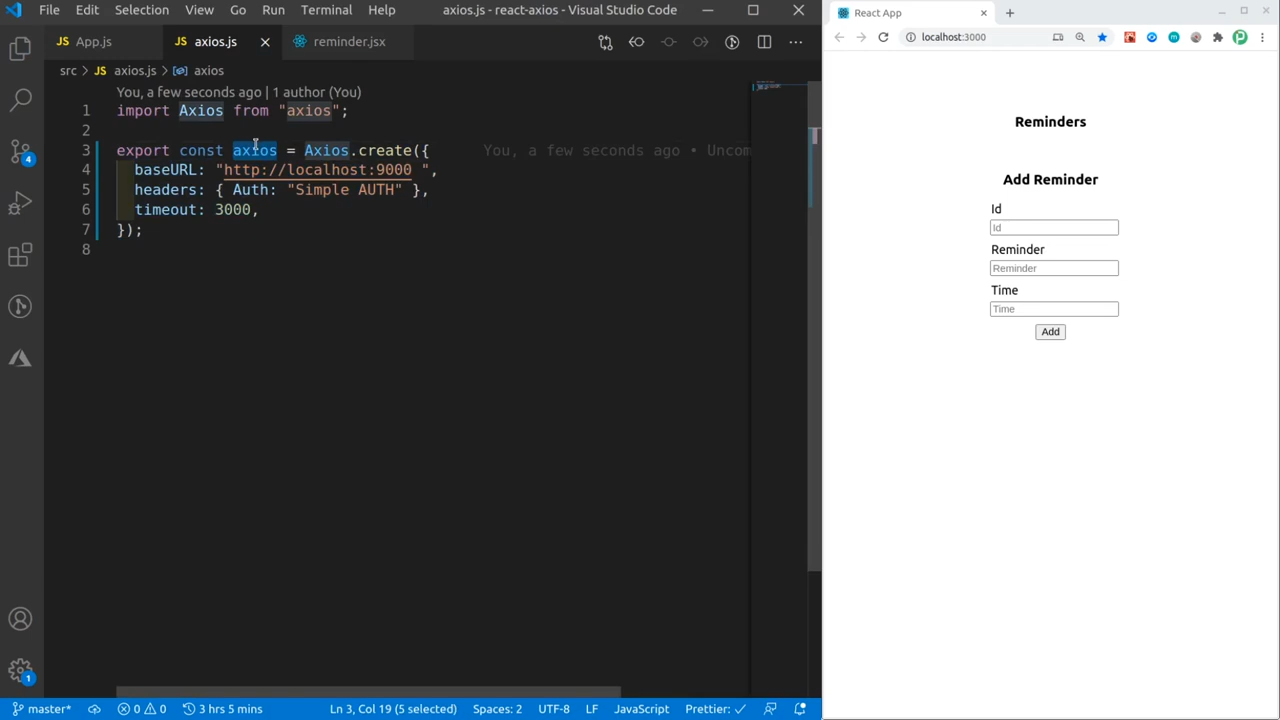 File Edit Selection View Go Run Terminal Help axios.js - react-axios - Visual Studio Code
JS App.js JS axios.js reminder.jsx
src > JS axios.js > axios
You, a few seconds ago | 1 author (You)
1 import Axios from "axios";
2
3 export const axios = Axios.create({ You, a few seconds ago • Uncom
4 baseURL: "http://localhost:9000 ",
5 headers: { Auth: "Simple AUTH" },
6 timeout: 3000,
7 });
8
4
1
master* 0 0 3 hrs 5 mins Ln 3, Col 19 (5 selected) Spaces: 2 UTF-8 LF JavaScript Prettier: ✓
React App
localhost:3000
Reminders
Add Reminder
Id
Id
Reminder
Reminder
Time
Time
Add